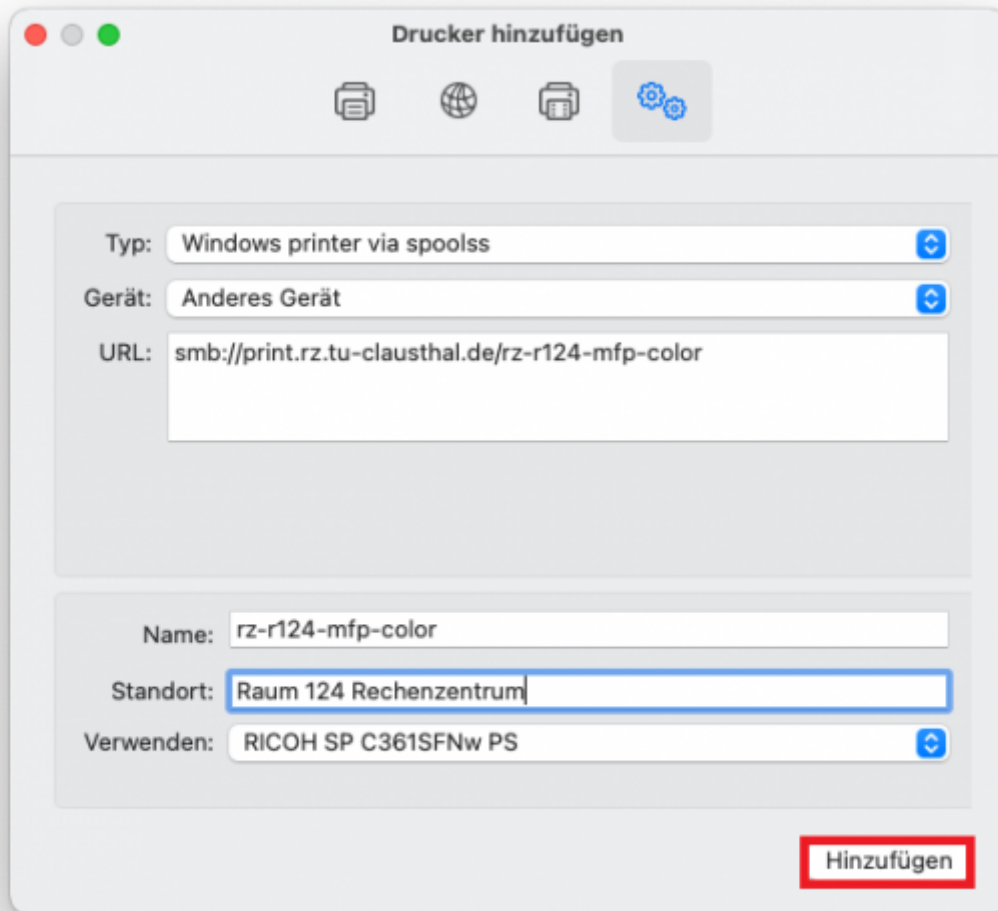 Drucker hinzufügen
Typ: Windows printer via spoolss
Gerät: Anderes Gerät
URL: smb://print.rz.tu-clausthal.de/rz-r124-mfp-color
Name: rz-r124-mfp-color
Standort: Raum 124 Rechenzentrum
Verwenden: RICOH SP C361SFNw PS
Hinzufügen